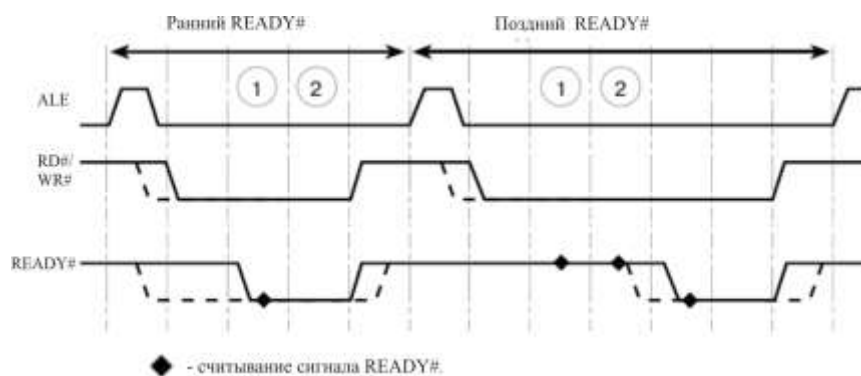 Ранний READY#
Поздний READY#
1 2 1 2
ALE
RD#/
WR#
READY#
- считывание сигнала READY#.